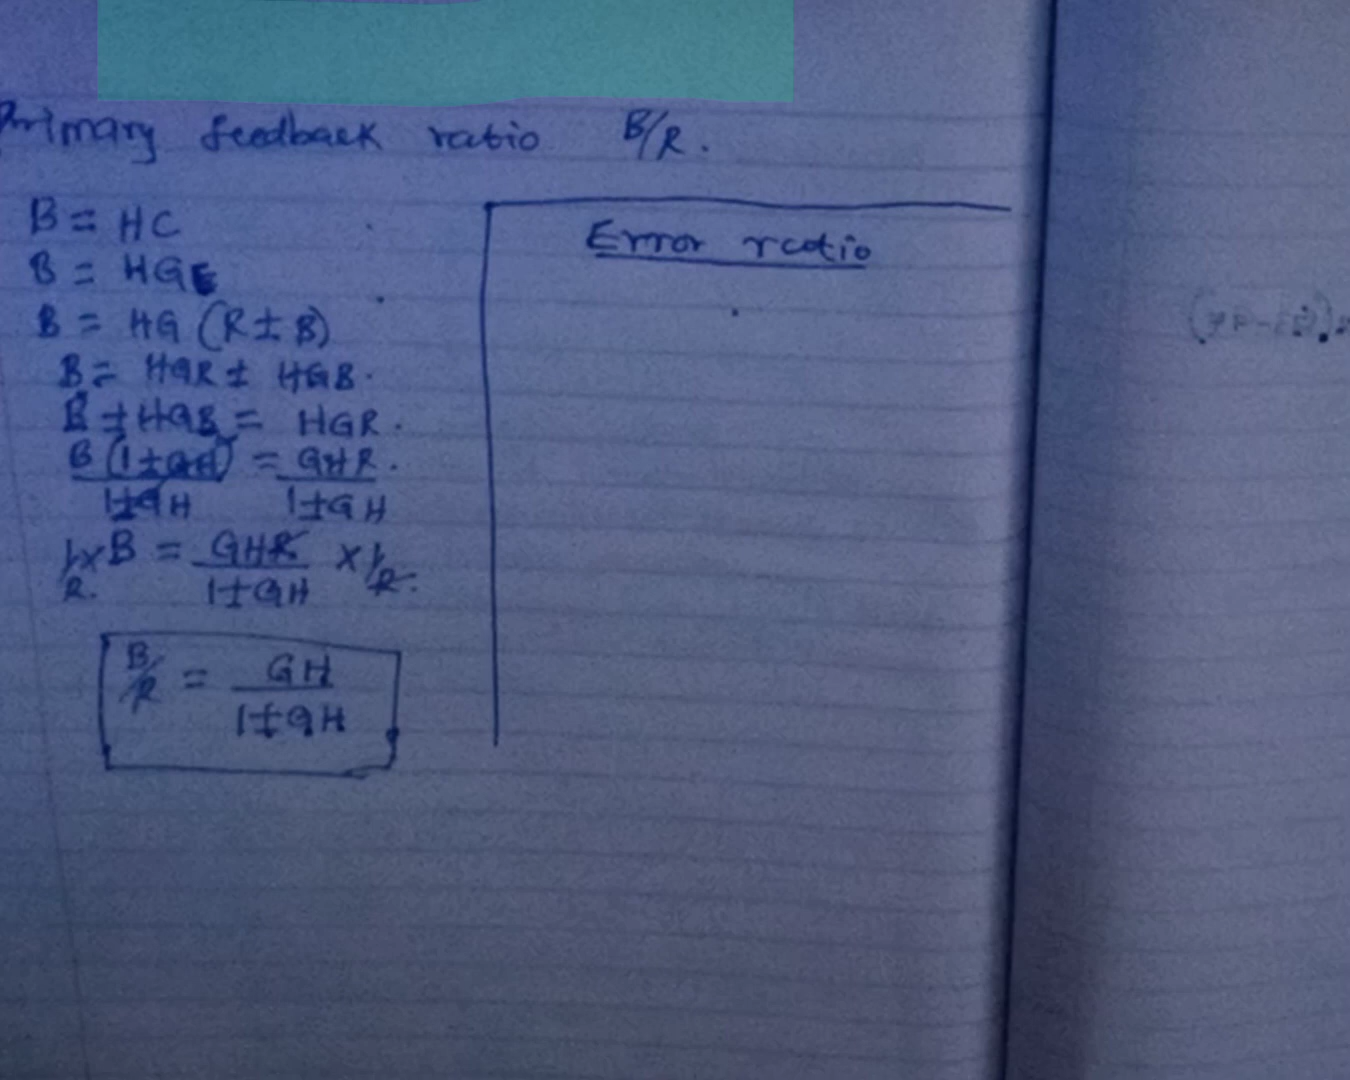 Primary feedback ratio B/R.
B = HC
B = HGE
B = HG (R ± B)
B = HGR ± HGB.
B ± HGB = HGR.
B (1±GH) = GHR.
1±GH 1±GH
1/R. × B = GHR × 1/R.
1±GH
B/R = GH
1±GH
Error ratio